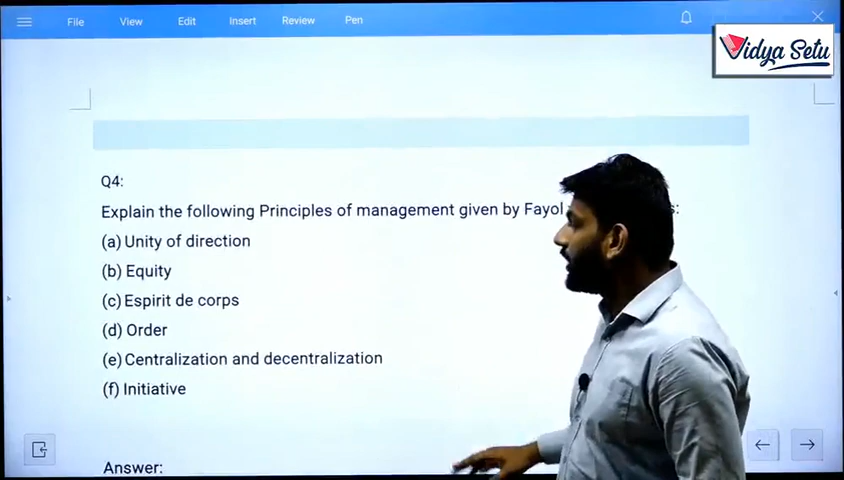 File View Edit Insert Review Pen
Vidya Setu
Q4:
Explain the following Principles of management given by Fayol
(a) Unity of direction
(b) Equity
(c) Espirit de corps
(d) Order
(e) Centralization and decentralization
(f) Initiative
Answer: